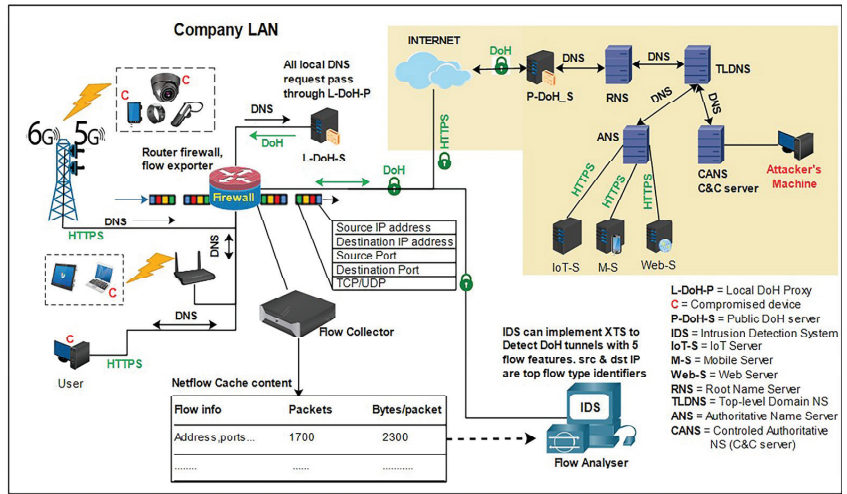 Company LAN
INTERNET
DoH
DNS
DNS
P-DoH_S
RNS
TLDNS
DNS
DNS
ANS
CANS
C&C server
Attacker's
Machine
HTTPS
HTTPS
HTTPS
IoT-S
M-S
Web-S
C
C
C
6G
5G
All local DNS
request pass
through L-DoH-P
DNS
DoH
L-DoH-S
Router firewall,
flow exporter
Firewall
DoH
HTTPS
DNS
HTTPS
DNS
C
DNS
C
HTTPS
User
Source IP address
Destination IP address
Source Port
Destination Port
TCP/UDP
Flow Collector
Netflow Cache content
Flow info Packets Bytes/packet
Address,ports... 1700 2300
........ ...... ...........
IDS can implement XTS to
Detect DoH tunnels with 5
flow features. src & dst IP
are top flow type identifiers
IDS
Flow Analyser
L-DoH-P = Local DoH Proxy
C = Compromised device
P-DoH-S = Public DoH server
IDS = Intrusion Detection System
IoT-S = IoT Server
M-S = Mobile Server
Web-S = Web Server
RNS = Root Name Server
TLDNS = Top-level Domain NS
ANS = Authoritative Name Server
CANS = Controled Authoritative
NS (C&C server)